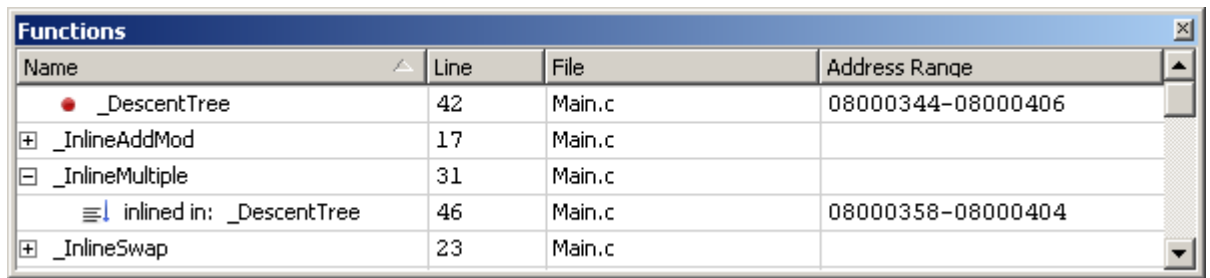 Functions
Name Line File Address Range
_DescentTree 42 Main.c 08000344-08000406
_InlineAddMod 17 Main.c
_InlineMultiple 31 Main.c
inlined in: _DescentTree 46 Main.c 08000358-08000404
_InlineSwap 23 Main.c